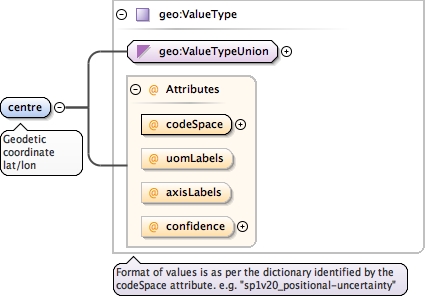 geo:ValueType
geo:ValueTypeUnion
@ Attributes
centre
@ codeSpace
Geodetic
coordinate
lat/lon
@ uomLabels
@ axisLabels
@ confidence
Format of values is as per the dictionary identified by the
codeSpace attribute. e.g. "sp1v20_positional-uncertainty"